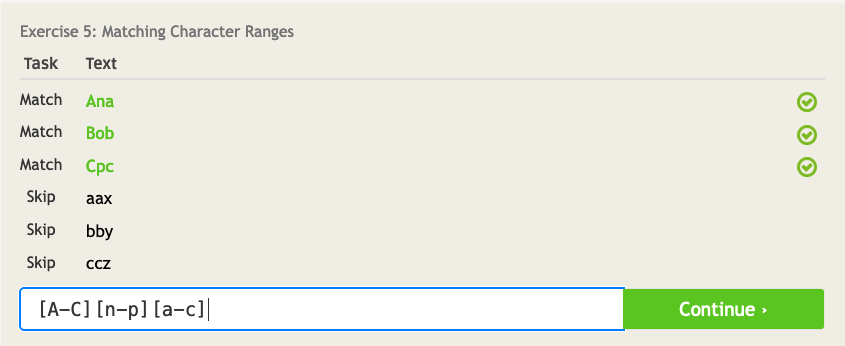 Exercise 5: Matching Character Ranges
Task Text
Match Ana
Match Bob
Match Cpc
Skip aax
Skip bby
Skip ccz
[A-C][n-p][a-c]
Continue ›